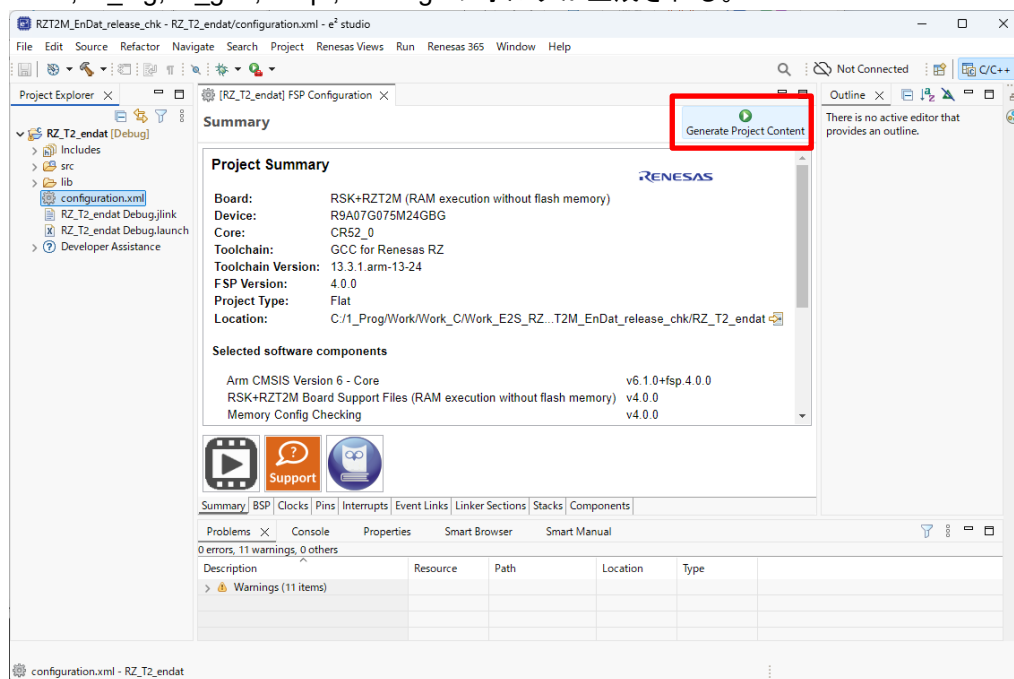 RZT2M_EnDat_release_chk - RZ_T2_endat/configuration.xml - e² studio
File Edit Source Refactor Navigate Search Project Renesas Views Run Renesas 365 Window Help
Not Connected
C/C++
Project Explorer
RZ_T2_endat [Debug]
Includes
src
lib
configuration.xml
RZ_T2_endat Debug.jlink
RZ_T2_endat Debug.launch
Developer Assistance
[RZ_T2_endat] FSP Configuration
Summary
Generate Project Content
Project Summary
RENESAS
Board: RSK+RZT2M (RAM execution without flash memory)
Device: R9A07G075M24GBG
Core: CR52_0
Toolchain: GCC for Renesas RZ
Toolchain Version: 13.3.1.arm-13-24
FSP Version: 4.0.0
Project Type: Flat
Location: C:/1_Prog/Work/Work_C/Work_E2S_RZ...T2M_EnDat_release_chk/RZ_T2_endat
Selected software components
Arm CMSIS Version 6 - Core v6.1.0+fsp.4.0.0
RSK+RZT2M Board Support Files (RAM execution without flash memory) v4.0.0
Memory Config Checking v4.0.0
Support
Summary BSP Clocks Pins Interrupts Event Links Linker Sections Stacks Components
Outline
There is no active editor that
provides an outline.
Problems Console Properties Smart Browser Smart Manual
0 errors, 11 warnings, 0 others
Description Resource Path Location Type
Warnings (11 items)
configuration.xml - RZ_T2_endat